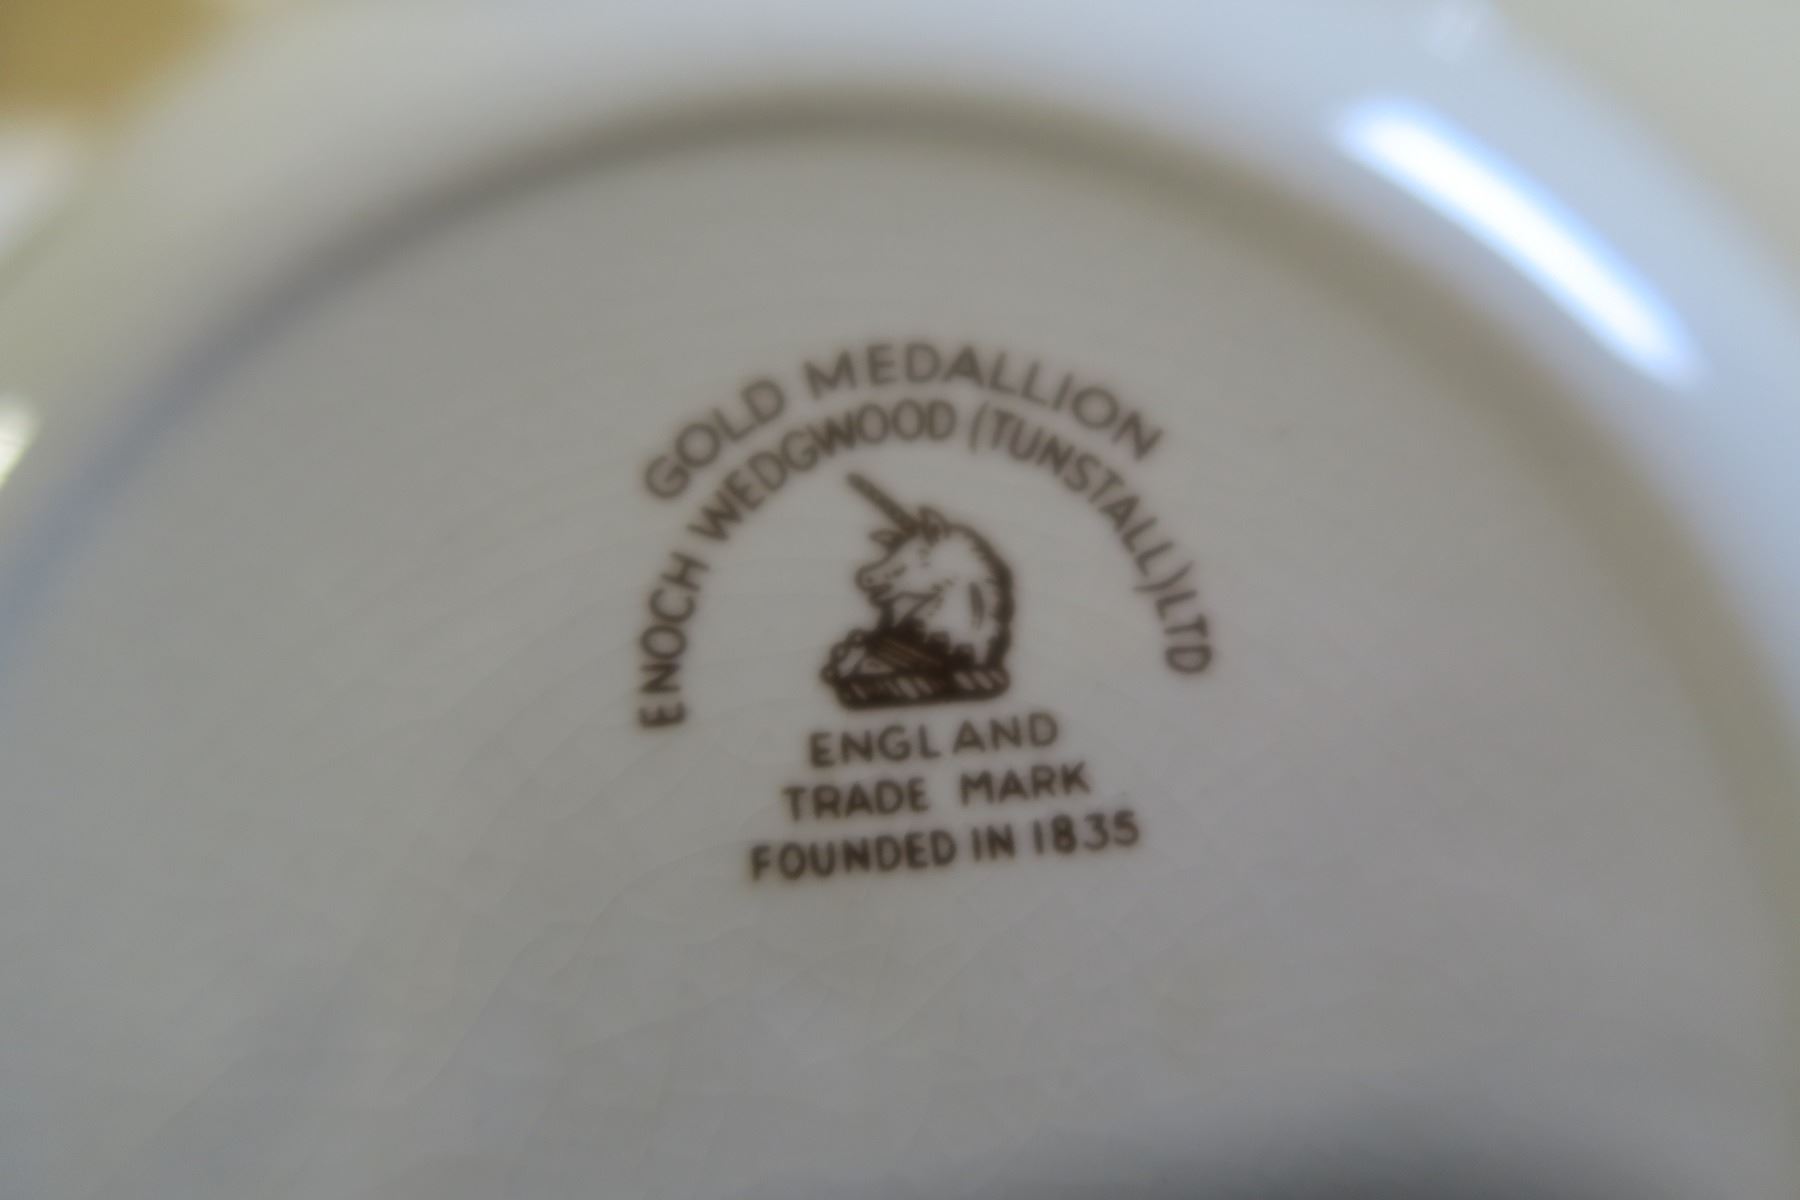 GOLD MEDALLION
ENOCH WEDGWOOD (TUNSTALL) LTD
ENGLAND
TRADE MARK
FOUNDED IN 1835